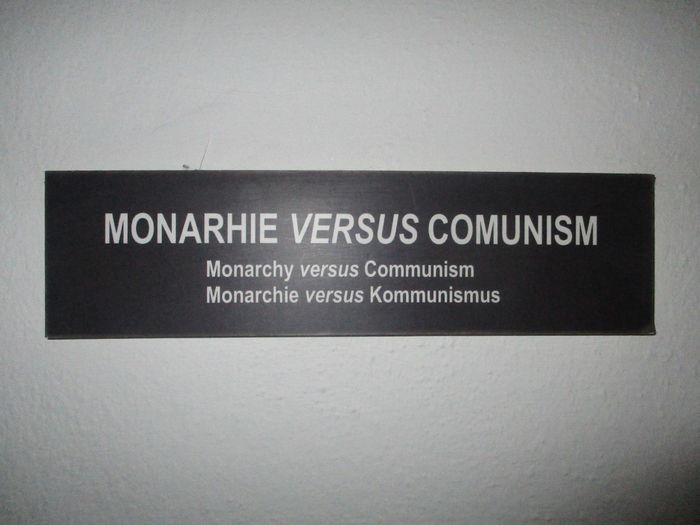 MONARHIE VERSUS COMUNISM
Monarchy versus Communism
Monarchie versus Kommunismus